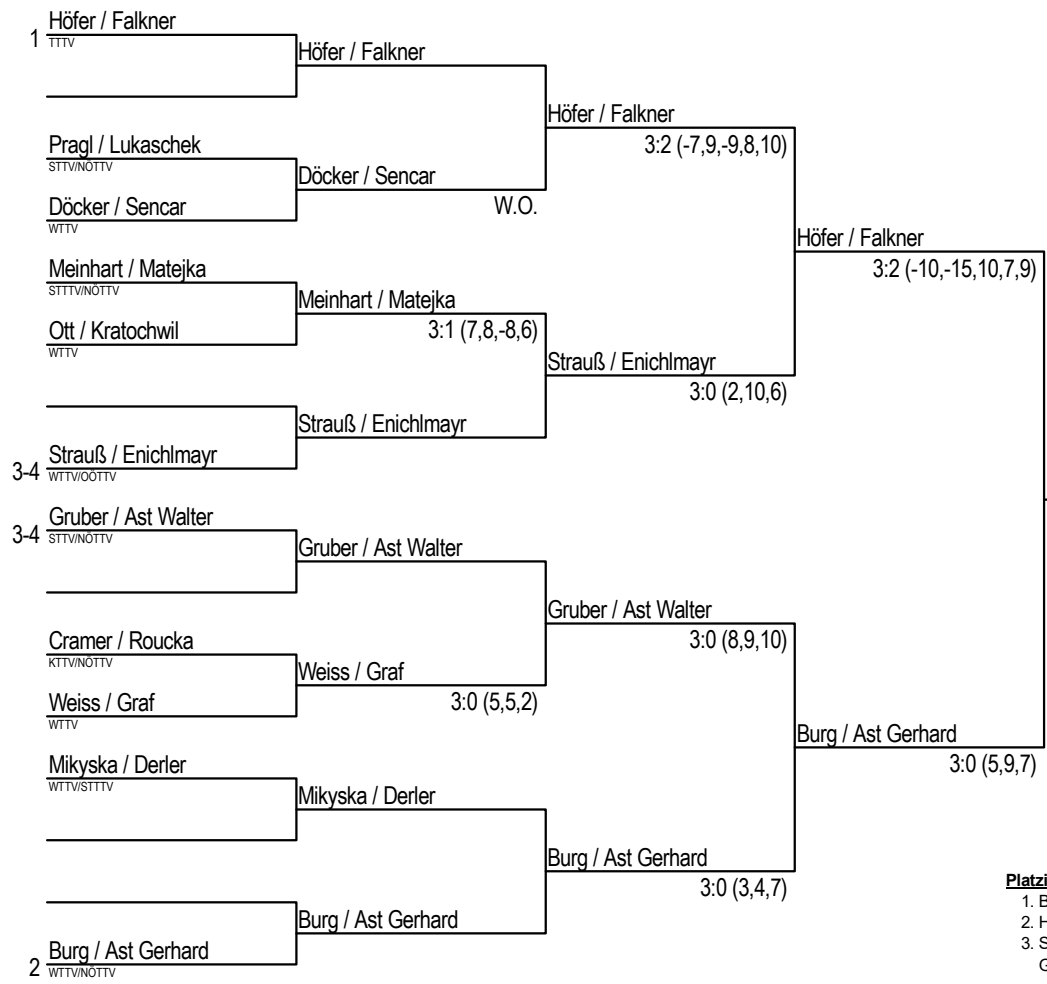 Höfer / Falkner
1
TTTV
Pragl / Lukaschek
STTV/NÖTTV
Döcker / Sencar
WTTV
Meinhart / Matejka
STTTV/NÖTTV
Ott / Kratochwil
WTTV
Strauß / Enichlmayr
3-4
WTTV/OÖTTV
Gruber / Ast Walter
3-4
STTV/NÖTTV
Cramer / Roucka
KTTV/NÖTTV
Weiss / Graf
WTTV
Mikyska / Derler
WTTV/STTTV
Burg / Ast Gerhard
2
WTTV/NÖTTV
Höfer / Falkner
Döcker / Sencar
W.O.
Meinhart / Matejka
3:1 (7,8,-8,6)
Strauß / Enichlmayr
Gruber / Ast Walter
Weiss / Graf
3:0 (5,5,2)
Mikyska / Derler
Burg / Ast Gerhard
Höfer / Falkner
3:2 (-7,9,-9,8,10)
Strauß / Enichlmayr
3:0 (2,10,6)
Gruber / Ast Walter
3:0 (8,9,10)
Burg / Ast Gerhard
3:0 (3,4,7)
Höfer / Falkner
3:2 (-10,-15,10,7,9)
Burg / Ast Gerhard
3:0 (5,9,7)
Platzi
1. B
2. H
3. S
G